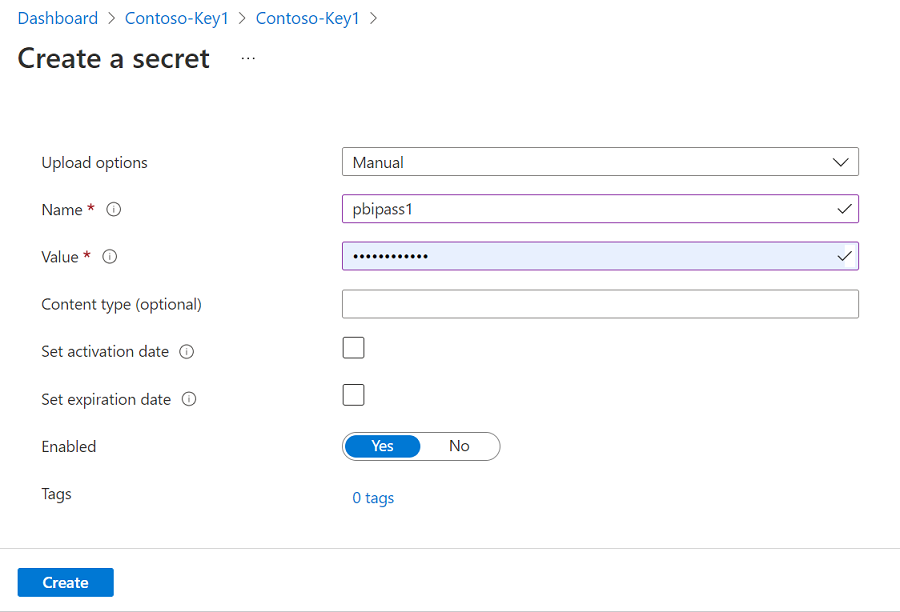 Dashboard > Contoso-Key1 > Contoso-Key1 >
Create a secret ...
Upload options Manual
Name * pbipass1
Value * ••••••••••••
Content type (optional)
Set activation date
Set expiration date
Enabled Yes No
Tags 0 tags
Create